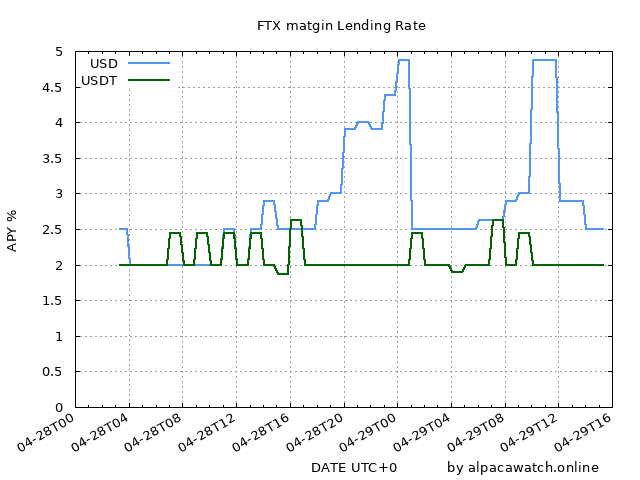 FTX matgin Lending Rate
USD
USDT
5
4.5
4
3.5
3
2.5
2
1.5
1
0.5
0
APY %
04-28T00
04-28T04
04-28T08
04-28T12
04-28T16
04-28T20
04-29T00
04-29T04
04-29T08
04-29T12
04-29T16
DATE UTC+0
by alpacawatch.online